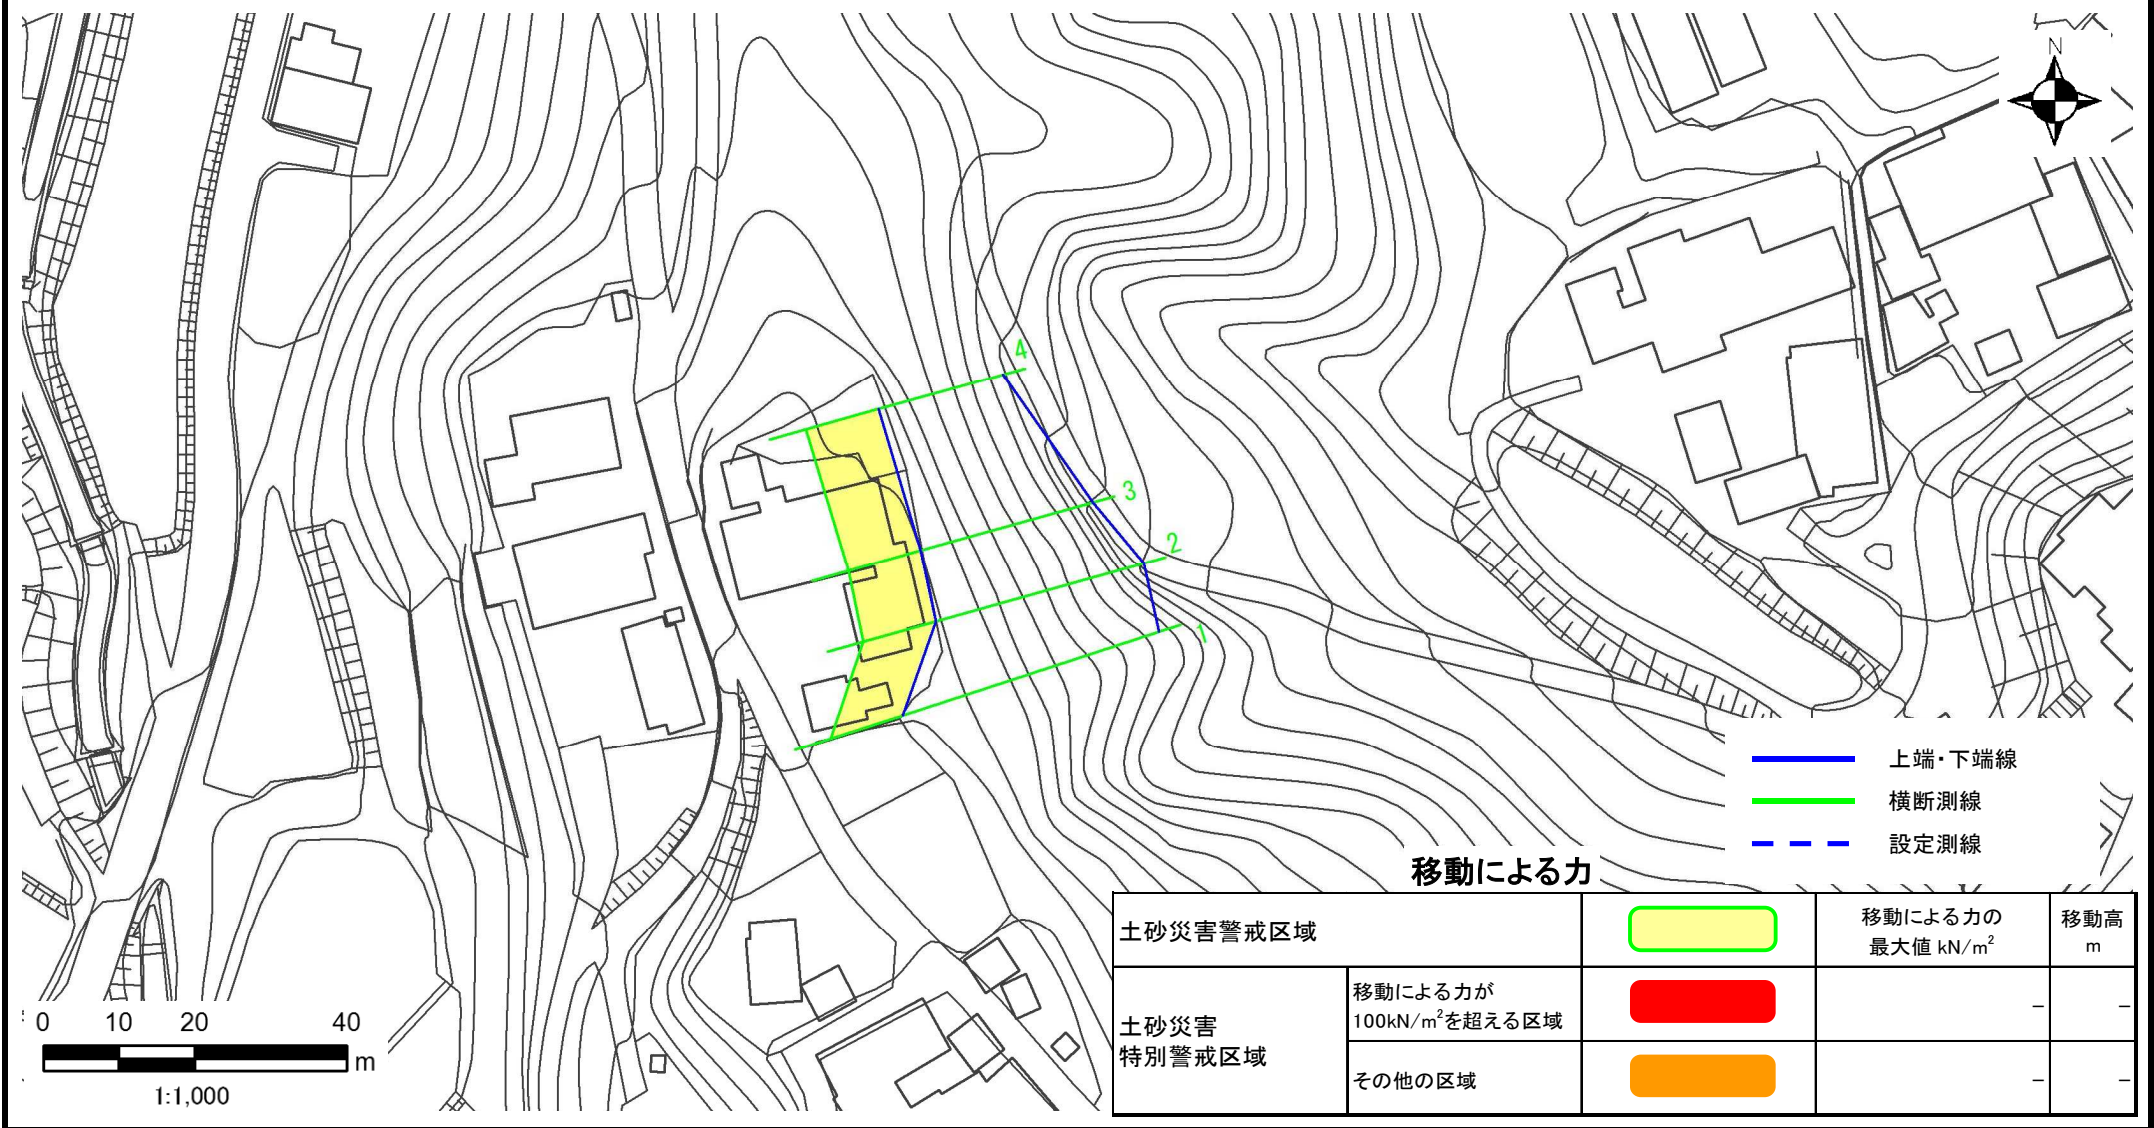 N
4
3
2
1
上端・下端線
横断測線
設定測線
移動による力
土砂災害警戒区域
移動による力の
最大値 kN/m²
移動高
m
土砂災害
特別警戒区域
移動による力が
100kN/m²を超える区域
－
－
その他の区域
－
－
0 10 20 40
m
1:1,000